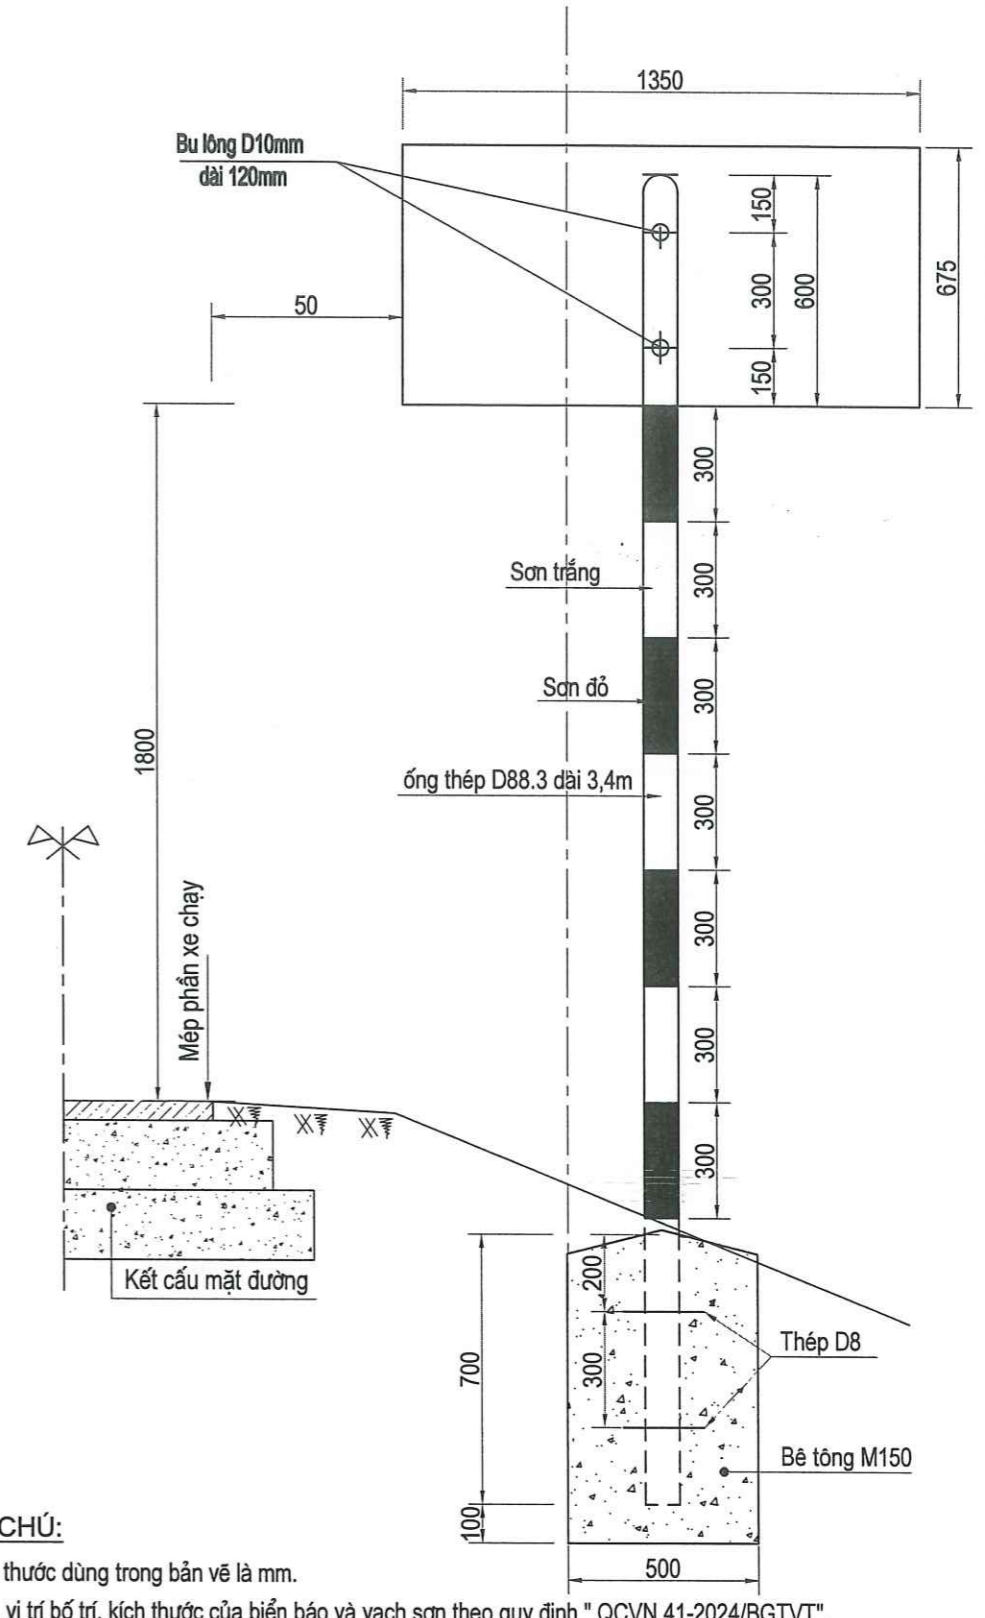 1350
Bu lông D10mm
dài 120mm
150
300
600
675
150
50
300
Sơn trắng
300
Sơn đỏ
300
1800
ống thép D88.3 dài 3,4m
300
Mép phần xe chạy
300
300
300
Kết cấu mặt đường
200
Thép D8
700
300
Bê tông M150
100
500
CHÚ:
thước dùng trong bản vẽ là mm.
vị trí bố trí, kích thước của biển báo và vạch sơn theo quy định " QCVN 41-2024/BGTVT"